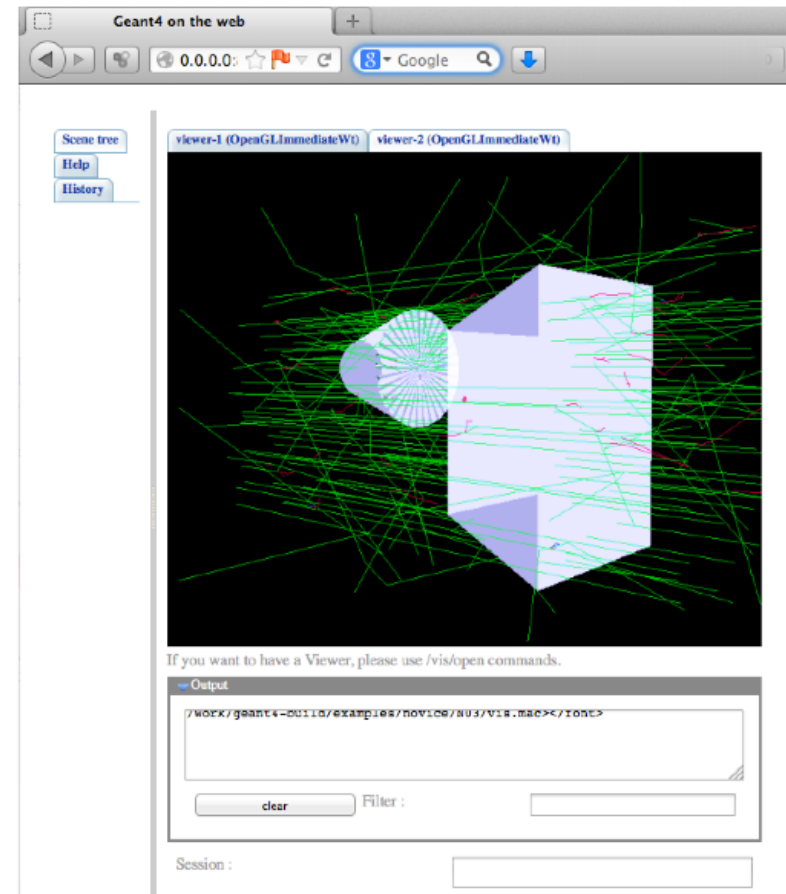 Geant4 on the web
0.0.0.0:
8 Google
Scene tree
Help
History
viewer-1 (OpenGLImmediateWt) viewer-2 (OpenGLImmediateWt)
If you want to have a Viewer, please use /vis/open commands.
Output
/work/geant4-build/examples/novice/N03/vis.mac></font>
clear Filter :
Session :